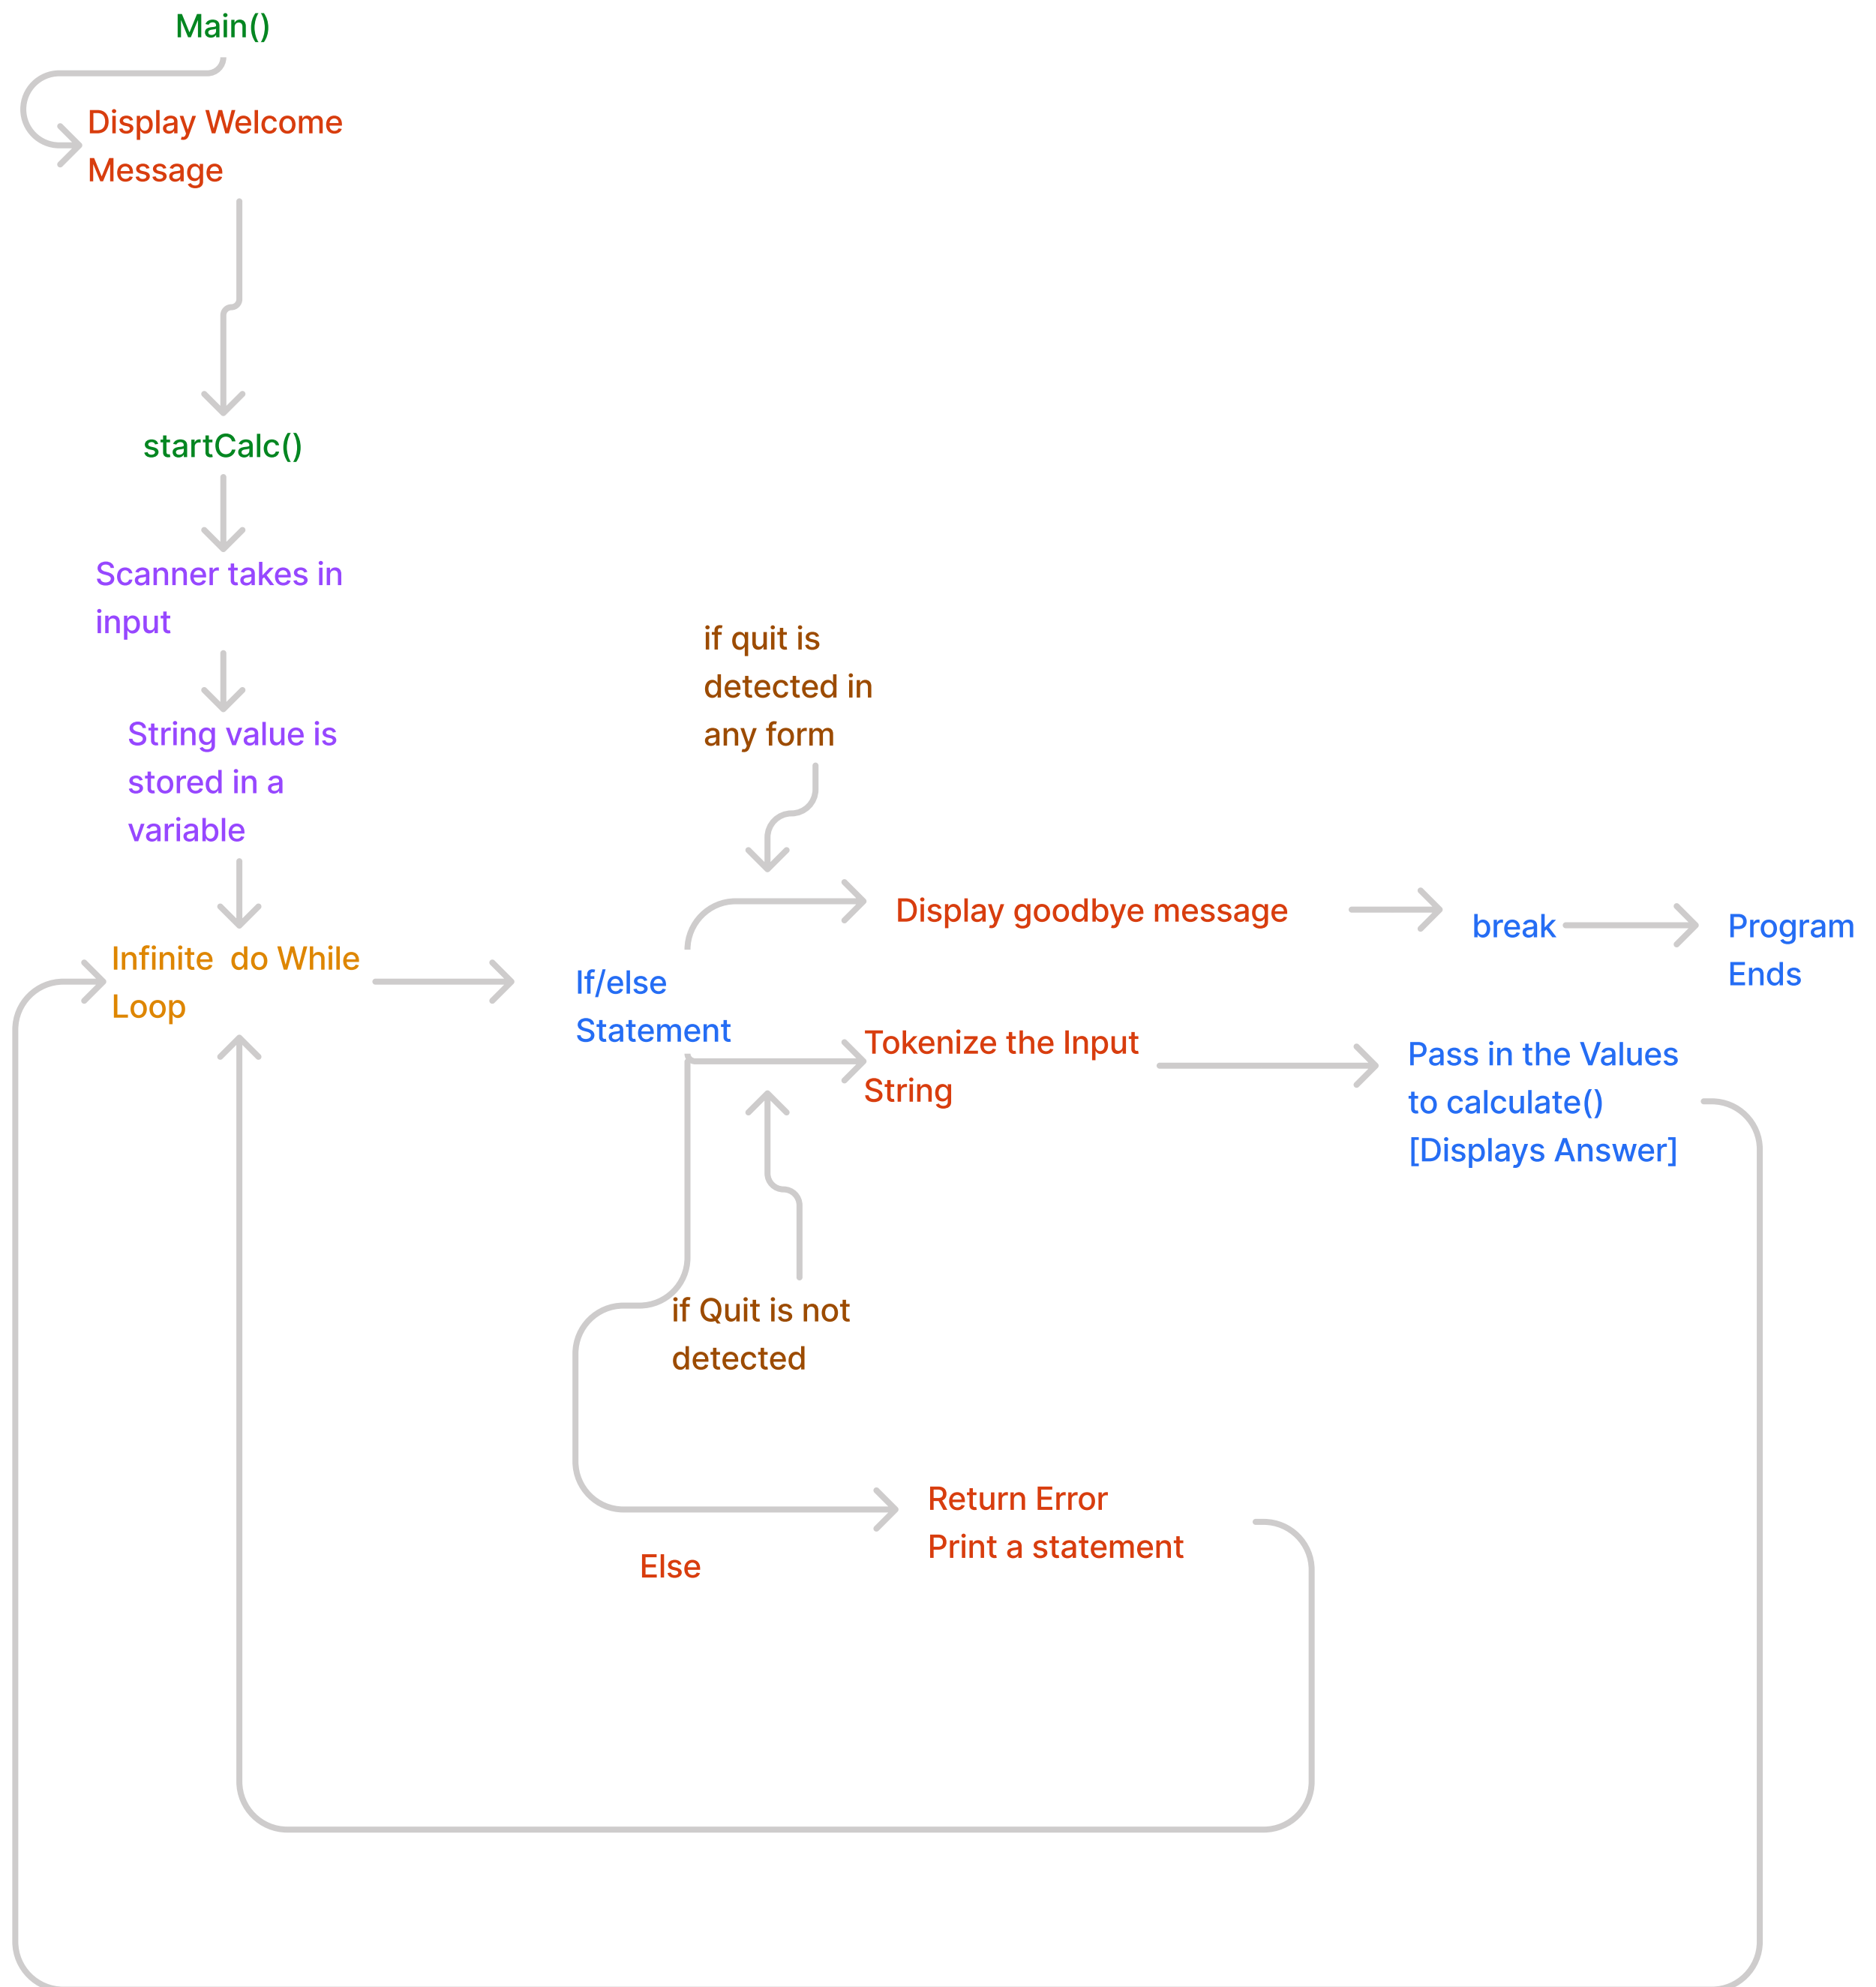 Main()
Display Welcome
Message
startCalc()
Scanner takes in
input
String value is
stored in a
variable
Infinite  do While
Loop
If/else
Statement
if quit is
detected in
any form
Display goodbye message
break
Program
Ends
Tokenize the Input
String
Pass in the Values
to calculate()
[Displays Answer]
if Quit is not
detected
Else
Return Error
Print a statement